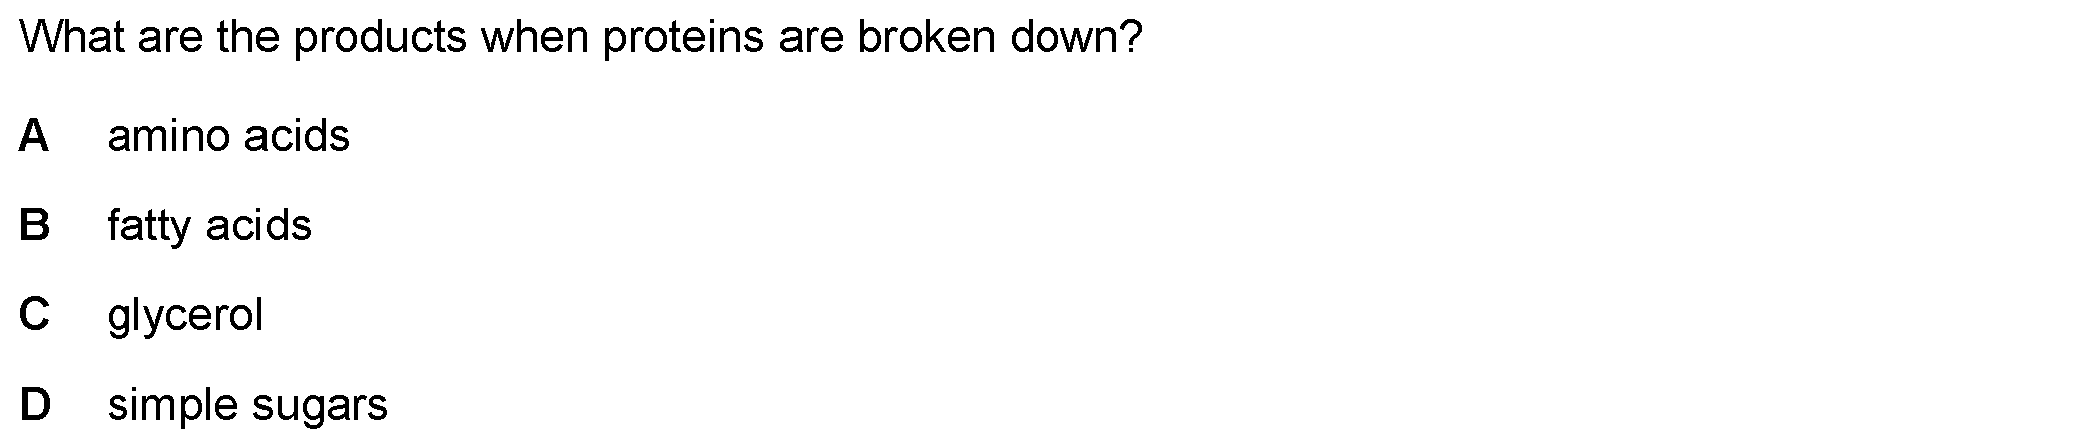 What are the products when proteins are broken down?
A amino acids
B fatty acids
C glycerol
D simple sugars